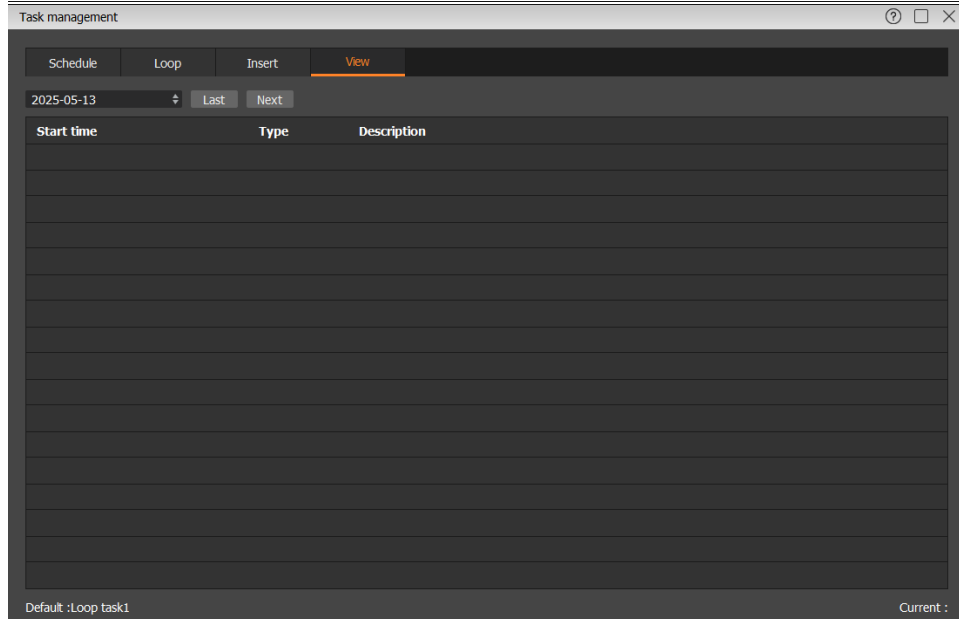 Task management
Schedule Loop Insert View
2025-05-13 Last Next
Start time Type Description
Default :Loop task1 Current :